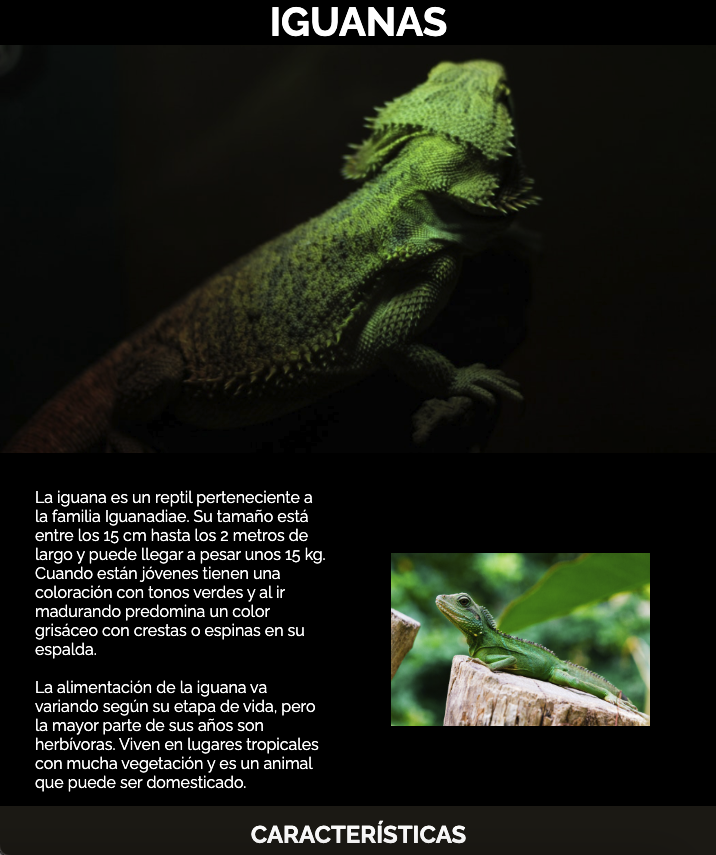 IGUANAS
La iguana es un reptil perteneciente a
la familia Iguanadiae. Su tamaño está
entre los 15 cm hasta los 2 metros de
largo y puede llegar a pesar unos 15 kg.
Cuando están jóvenes tienen una
coloración con tonos verdes y al ir
madurando predomina un color
grisáceo con crestas o espinas en su
espalda.
La alimentación de la iguana va
variando según su etapa de vida, pero
la mayor parte de sus años son
herbívoras. Viven en lugares tropicales
con mucha vegetación y es un animal
que puede ser domesticado.
CARACTERÍSTICAS